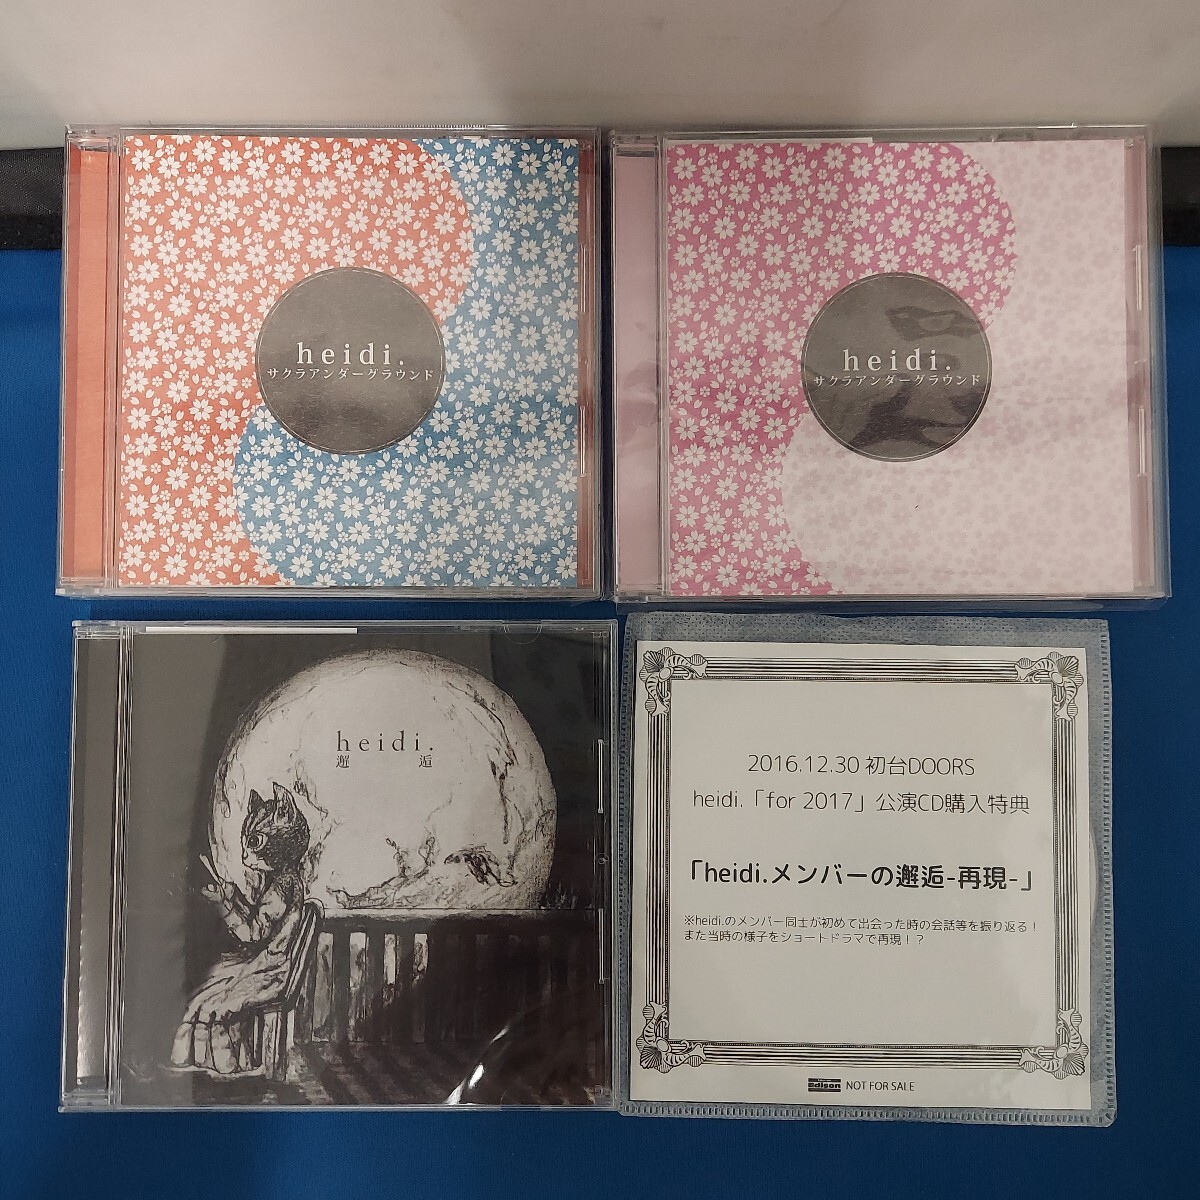 heidi.
サクラアンダーグラウンド
heidi.
サクラアンダーグラウンド
heidi.
邂 逅
2016.12.30 初台DOORS
heidi.「for 2017」公演CD購入特典
「heidi.メンバーの邂逅-再現-」
※heidi.のメンバー同士が初めて出会った時の会話等を振り返る！
また当時の様子をショートドラマで再現！？
Edison NOT FOR SALE